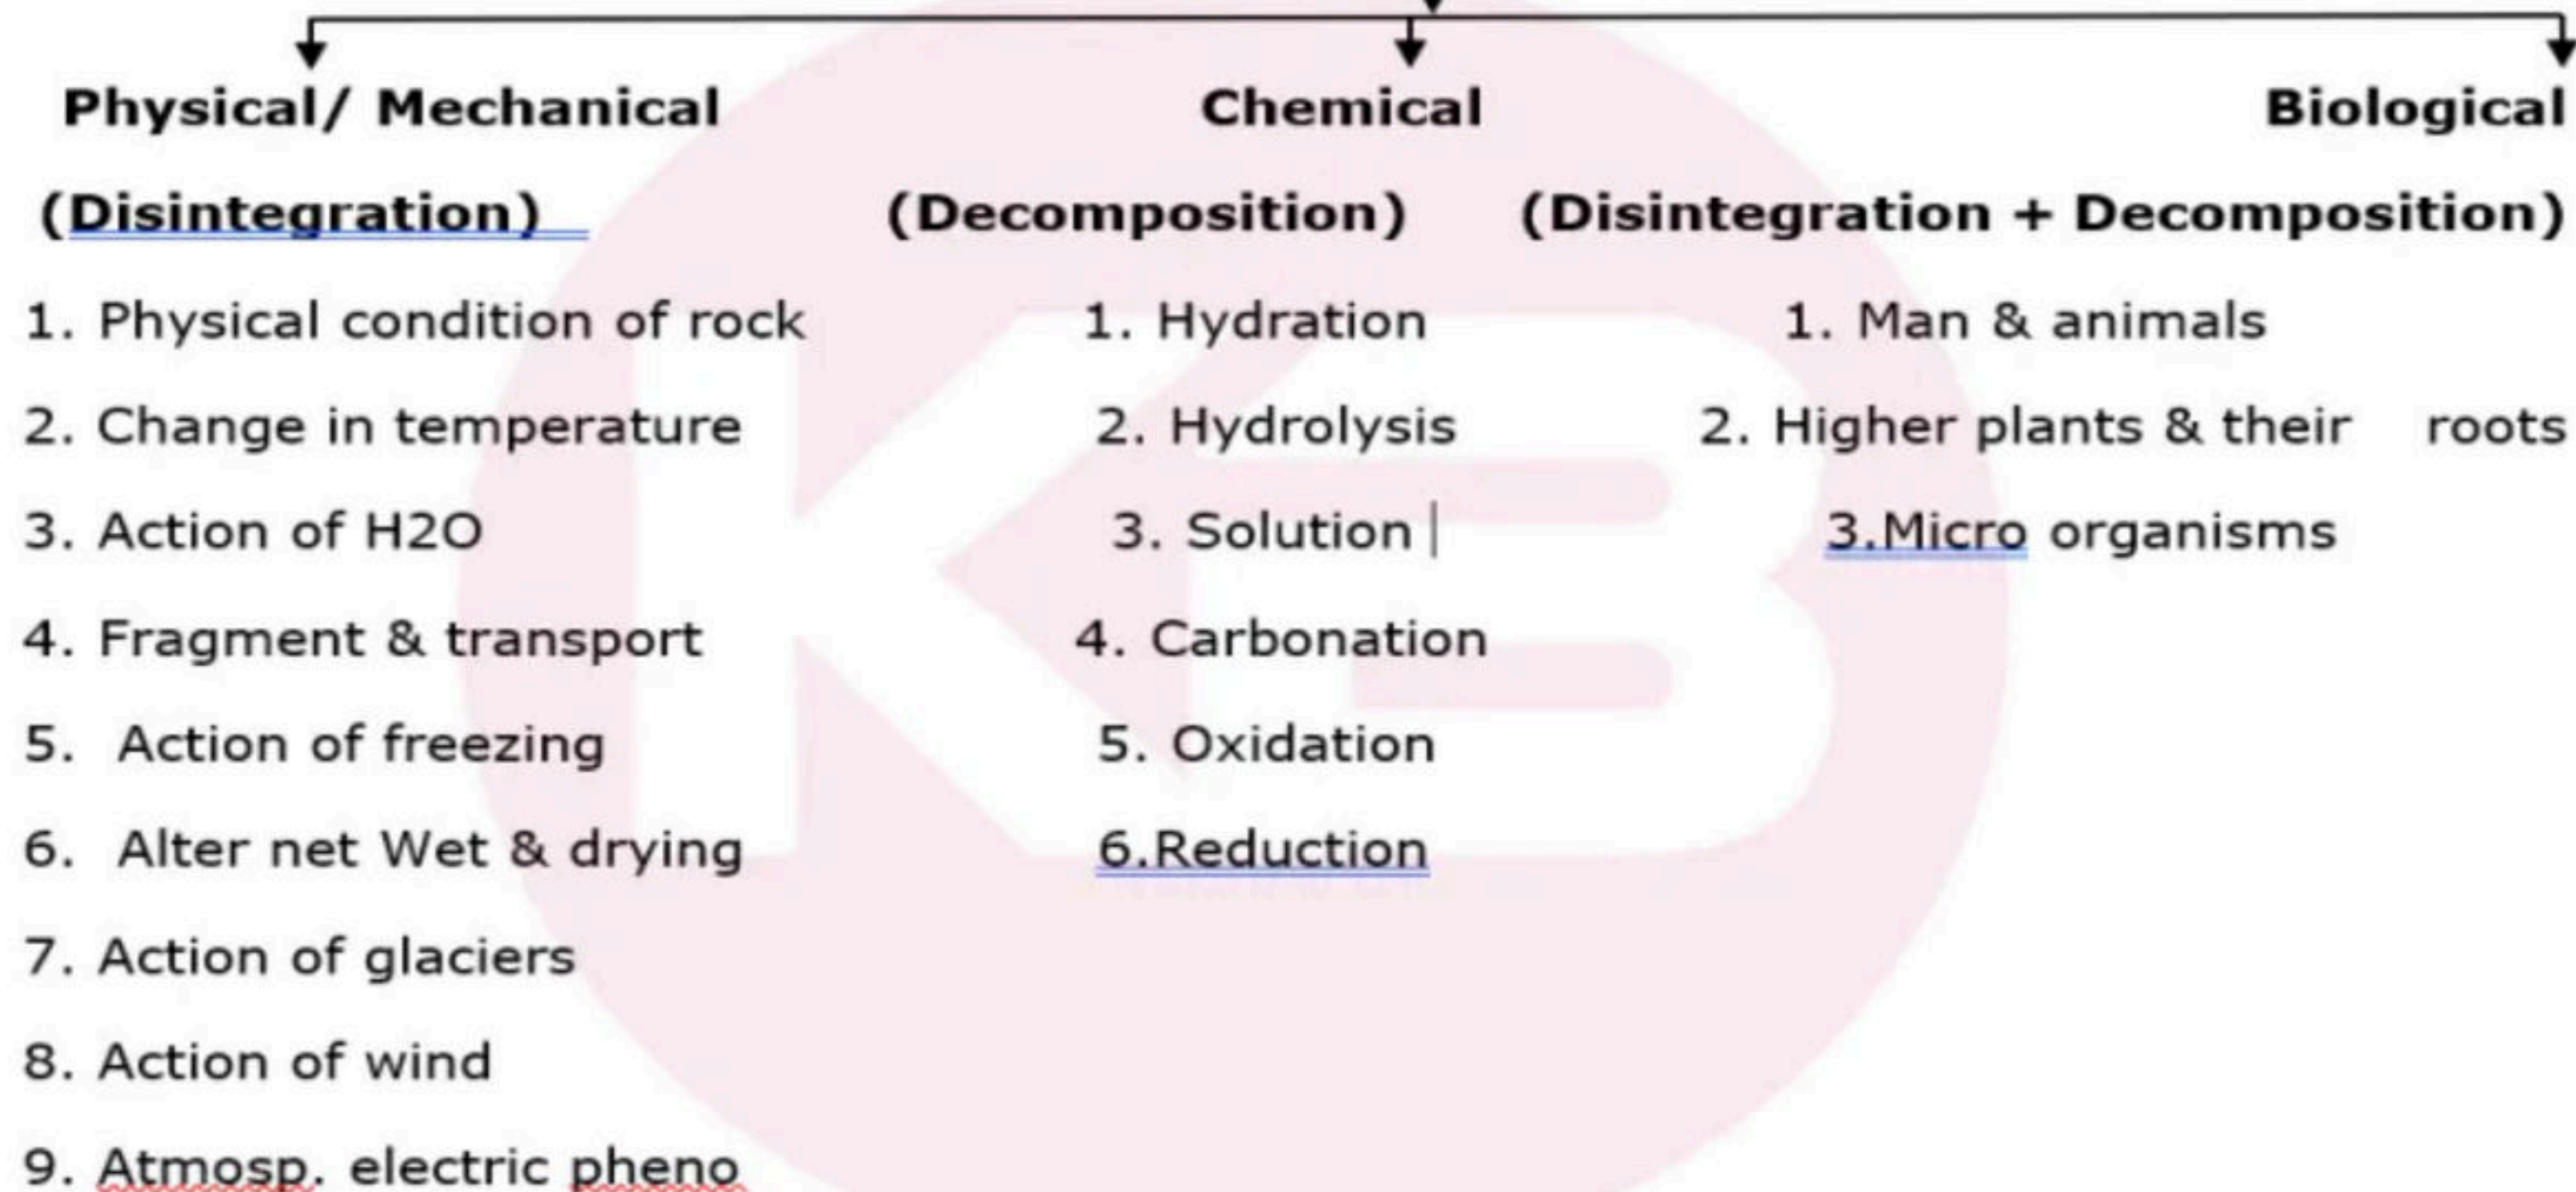 Physical/ Mechanical Chemical Biological
(Disintegration) (Decomposition) (Disintegration + Decomposition)
1. Physical condition of rock 1. Hydration 1. Man & animals
2. Change in temperature 2. Hydrolysis 2. Higher plants & their roots
3. Action of H2O 3. Solution 3.Micro organisms
4. Fragment & transport 4. Carbonation
5. Action of freezing 5. Oxidation
6. Alter net Wet & drying 6.Reduction
7. Action of glaciers
8. Action of wind
9. Atmosp. electric pheno
KB